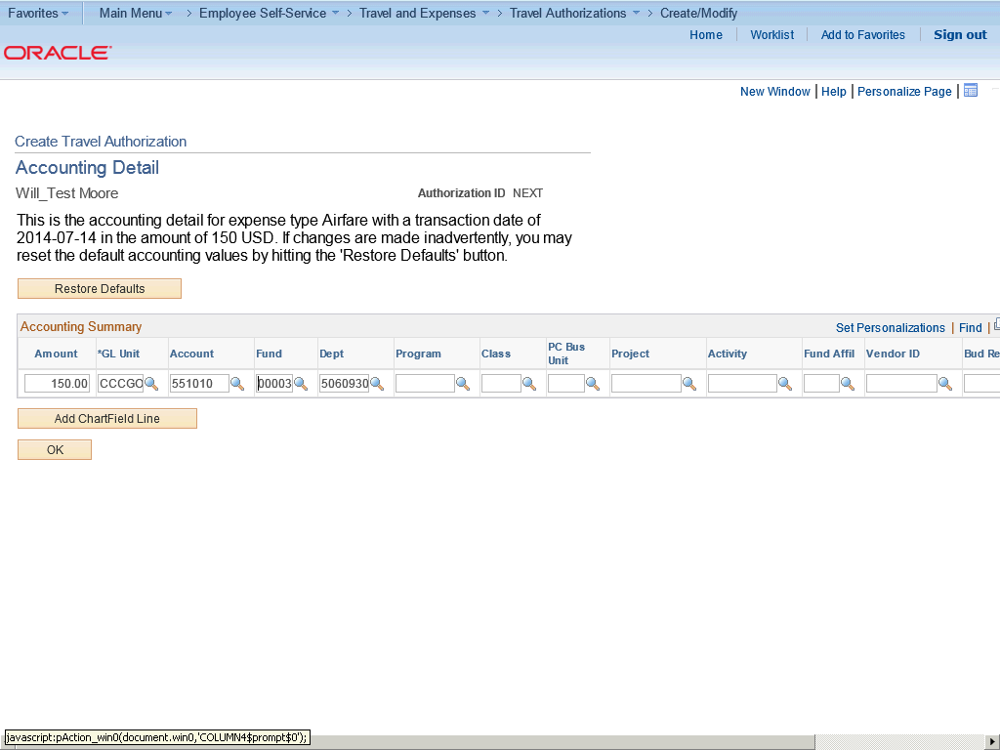 Favorites Main Menu > Employee Self-Service > Travel and Expenses > Travel Authorizations > Create/Modify
Home Worklist Add to Favorites Sign out
ORACLE
New Window | Help | Personalize Page |
Create Travel Authorization
Accounting Detail
Will_Test Moore Authorization ID NEXT
This is the accounting detail for expense type Airfare with a transaction date of
2014-07-14 in the amount of 150 USD. If changes are made inadvertently, you may
reset the default accounting values by hitting the 'Restore Defaults' button.
Restore Defaults
Accounting Summary Set Personalizations | Find |
Amount *GL Unit Account Fund Dept Program Class PC Bus Unit Project Activity Fund Affil Vendor ID Bud Re
150.00 CCCGO 551010 00003 5060930
Add ChartField Line
OK
javascript:pAction_win0(document.win0,'COLUMN4$prompt$0');